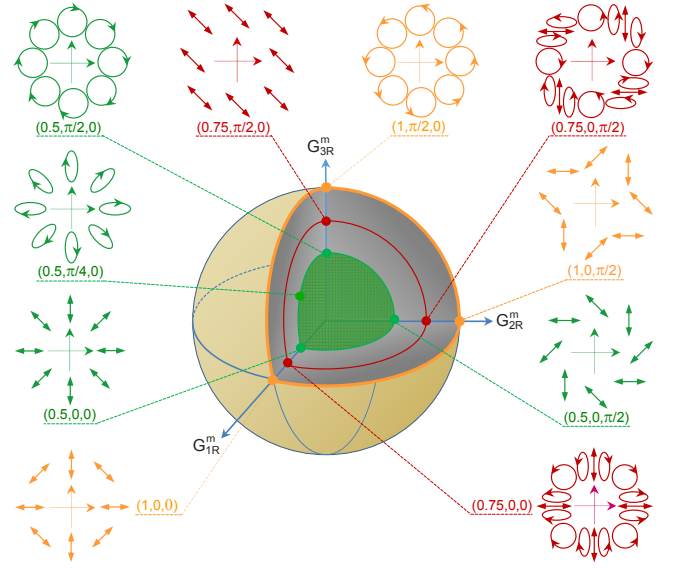 (0.5,π/2,0)
(0.75,π/2,0)
(1,π/2,0)
(0.75,0,π/2)
G^m_3R
(0.5,π/4,0)
(1,0,π/2)
G^m_2R
(0.5,0,0)
(0.5,0,π/2)
G^m_1R
(1,0,0)
(0.75,0,0)